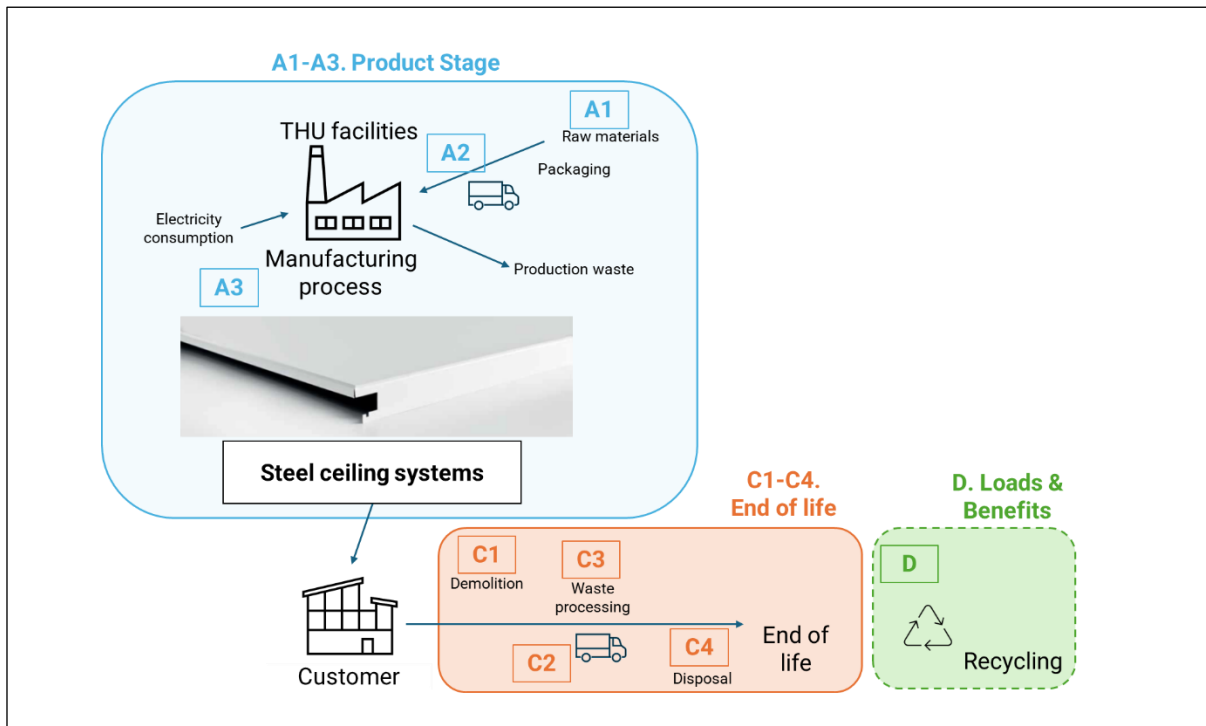 A1-A3. Product Stage
A1
Raw materials
THU facilities
A2
Packaging
Electricity
consumption
Manufacturing
process
Production waste
A3
Steel ceiling systems
C1-C4.
End of life
D. Loads &
Benefits
C1
Demolition
C3
Waste
processing
D
Customer
C2
C4
Disposal
End of
life
Recycling